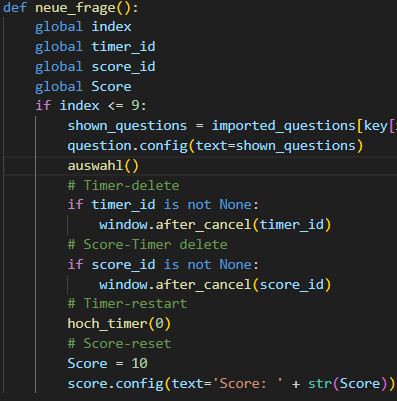 def neue_frage():
    global index
    global timer_id
    global score_id
    global Score
    if index <= 9:
        shown_questions = imported_questions[key[
        question.config(text=shown_questions)
        auswahl()
        # Timer-delete
        if timer_id is not None:
            window.after_cancel(timer_id)
        # Score-Timer delete
        if score_id is not None:
            window.after_cancel(score_id)
        # Timer-restart
        hoch_timer(0)
        # Score-reset
        Score = 10
        score.config(text='Score: ' + str(Score))